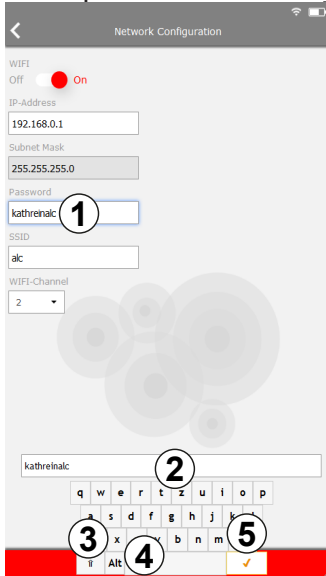 Network Configuration
WIFI
Off On
IP-Address
192.168.0.1
Subnet Mask
255.255.255.0
Password
kathreinalc
1
SSID
alc
WIFI-Channel
2
kathreinalc
2
q w e r t z u i o p
a s d f g h j k
3 x v b n m 5
⇧ Alt 4 ✓